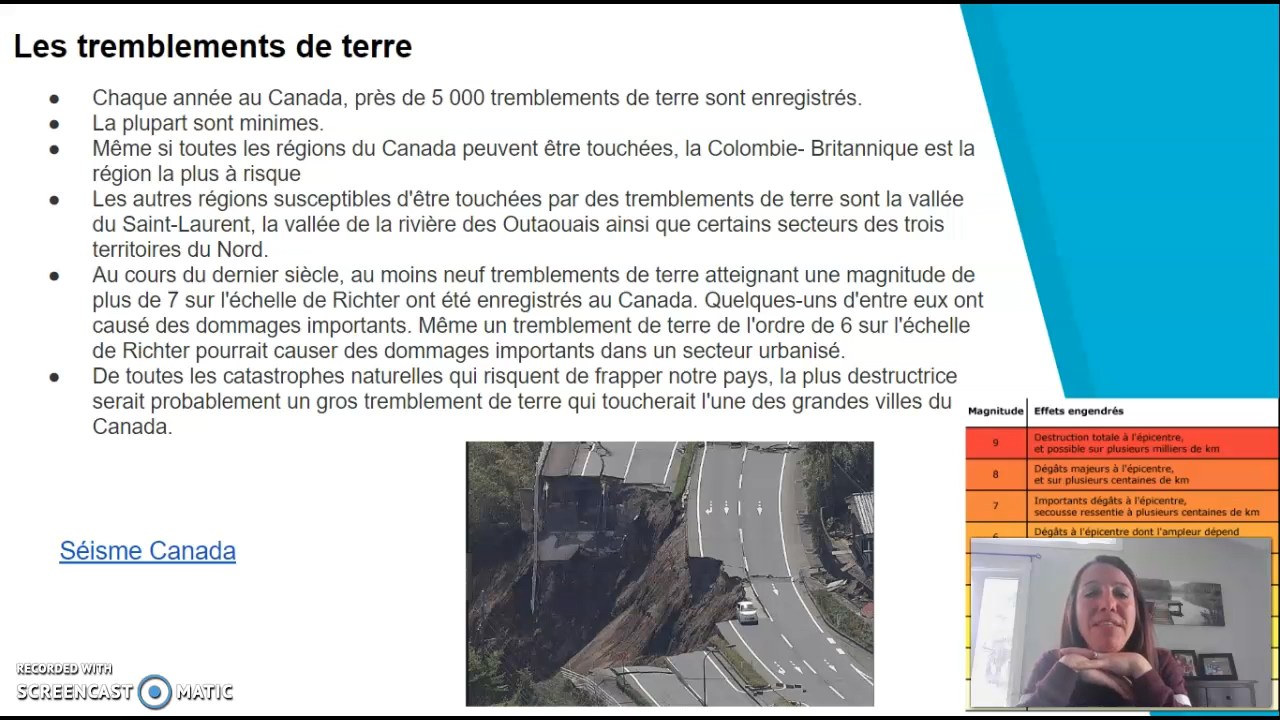 Les tremblements de terre
● Chaque année au Canada, près de 5 000 tremblements de terre sont enregistrés.
● La plupart sont minimes.
● Même si toutes les régions du Canada peuvent être touchées, la Colombie- Britannique est la
région la plus à risque
● Les autres régions susceptibles d'être touchées par des tremblements de terre sont la vallée
du Saint-Laurent, la vallée de la rivière des Outaouais ainsi que certains secteurs des trois
territoires du Nord.
● Au cours du dernier siècle, au moins neuf tremblements de terre atteignant une magnitude de
plus de 7 sur l'échelle de Richter ont été enregistrés au Canada. Quelques-uns d'entre eux ont
causé des dommages importants. Même un tremblement de terre de l'ordre de 6 sur l'échelle
de Richter pourrait causer des dommages importants dans un secteur urbanisé.
● De toutes les catastrophes naturelles qui risquent de frapper notre pays, la plus destructrice
serait probablement un gros tremblement de terre qui toucherait l'une des grandes villes du
Canada.
Magnitude Effets engendrés
9 Destruction totale à l'épicentre,
et possible sur plusieurs milliers de km
8 Dégâts majeurs à l'épicentre,
et sur plusieurs centaines de km
7 Importants dégâts à l'épicentre,
secousse ressentie à plusieurs centaines de km
6 Dégâts à l'épicentre dont l'ampleur dépend
Séisme Canada
RECORDED WITH
SCREENCAST MATIC